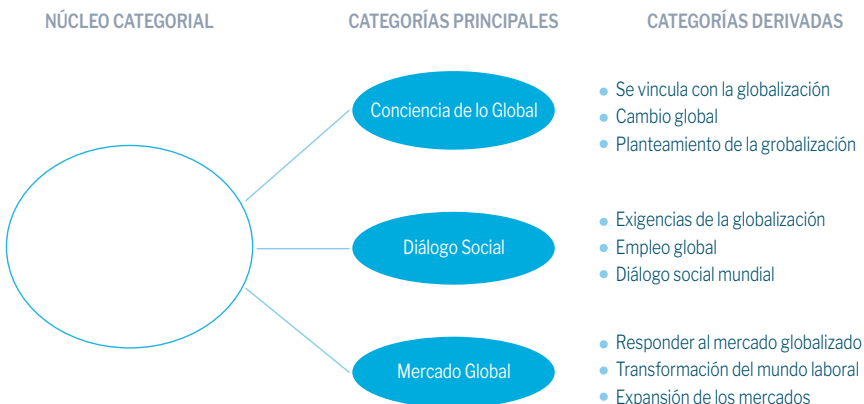 NÚCLEO CATEGORIAL
CATEGORÍAS PRINCIPALES
CATEGORÍAS DERIVADAS
Conciencia de lo Global
Se vincula con la globalización
Cambio global
Planteamiento de la grobalización
Diálogo Social
Exigencias de la globalización
Empleo global
Diálogo social mundial
Mercado Global
Responder al mercado globalizado
Transformación del mundo laboral
Expansión de los mercados